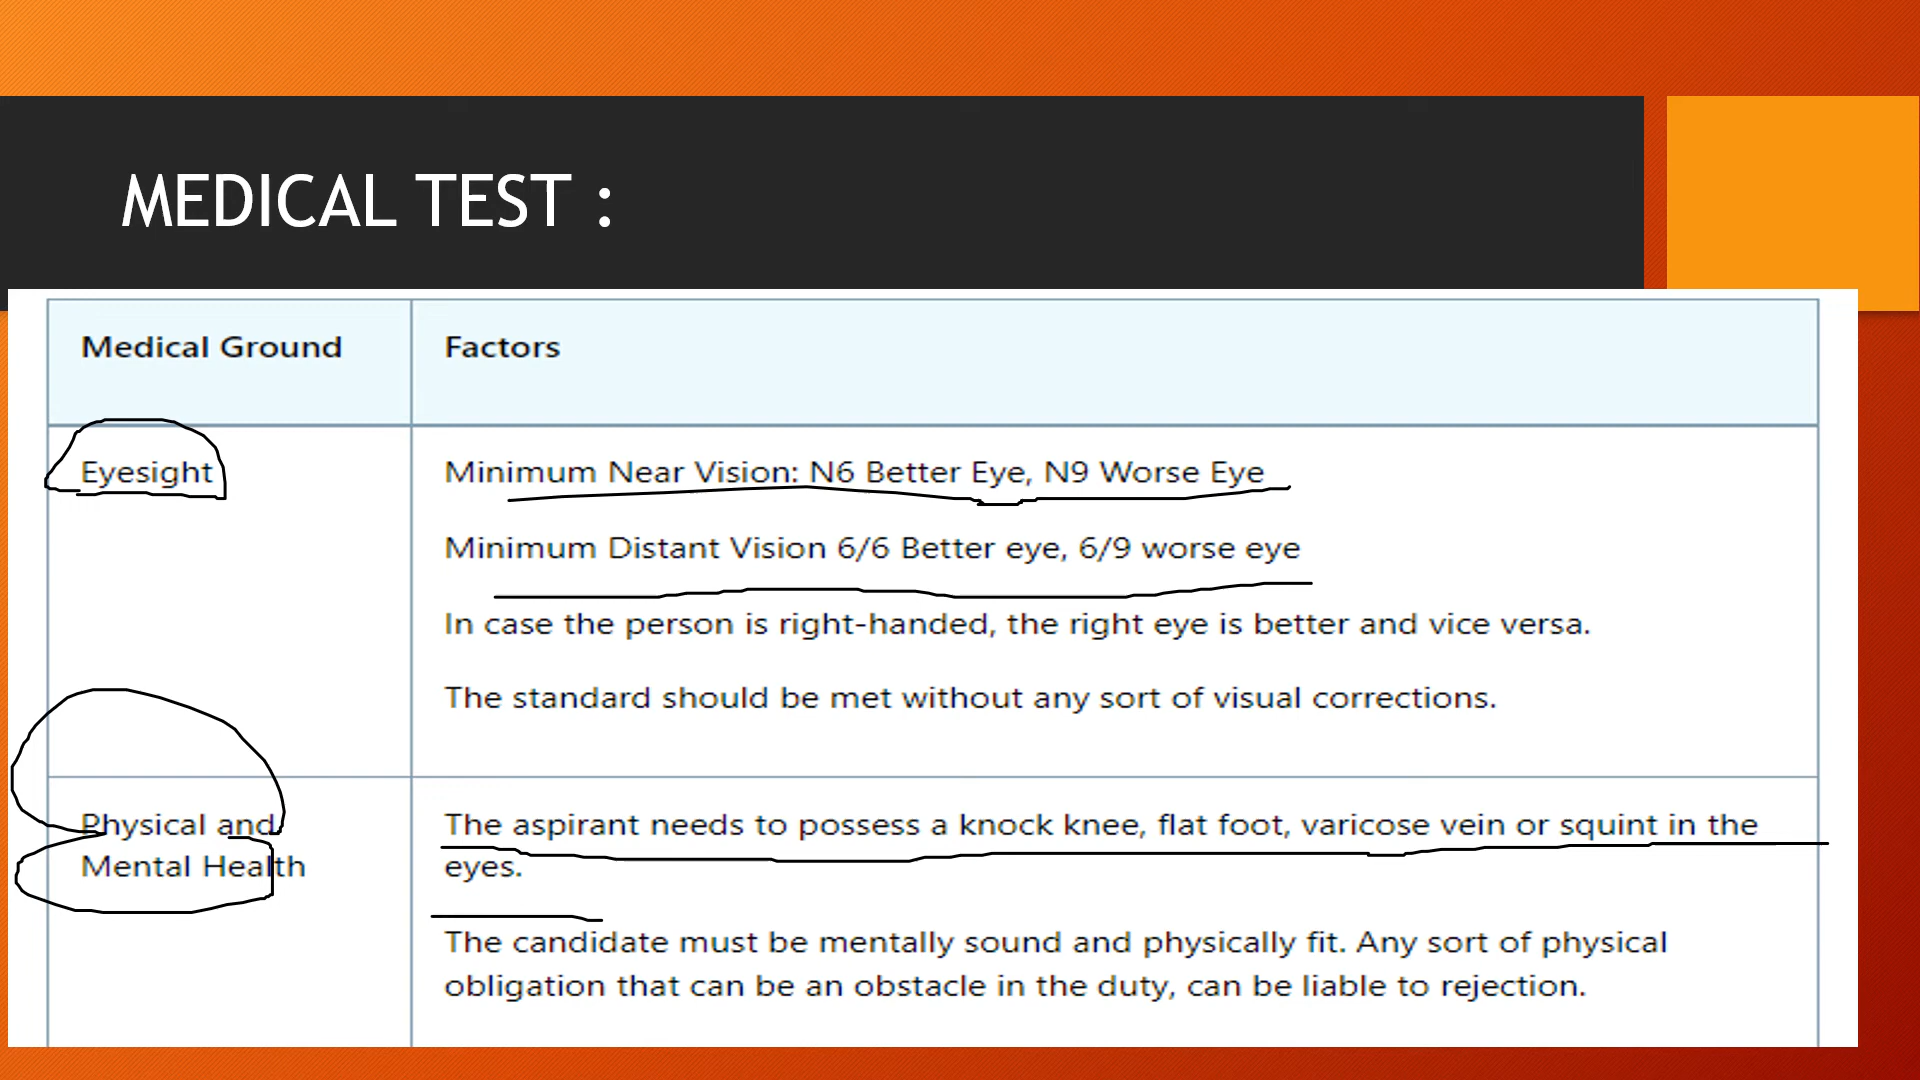 MEDICAL TEST :
Medical Ground
Factors
Eyesight
Minimum Near Vision: N6 Better Eye, N9 Worse Eye
Minimum Distant Vision 6/6 Better eye, 6/9 worse eye
In case the person is right-handed, the right eye is better and vice versa.
The standard should be met without any sort of visual corrections.
Physical and
Mental Health
The aspirant needs to possess a knock knee, flat foot, varicose vein or squint in the
eyes.
The candidate must be mentally sound and physically fit. Any sort of physical
obligation that can be an obstacle in the duty, can be liable to rejection.